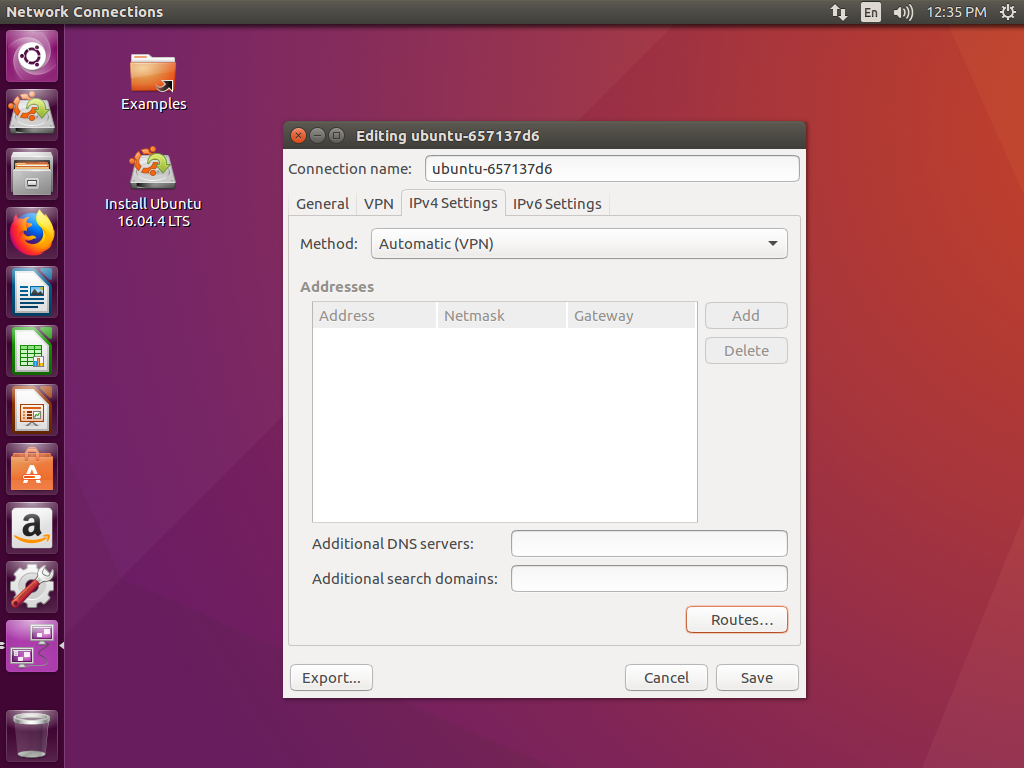 Network Connections
En
12:35 PM
Examples
Install Ubuntu
16.04.4 LTS
Editing ubuntu-657137d6
Connection name:
ubuntu-657137d6
General
VPN
IPv4 Settings
IPv6 Settings
Method:
Automatic (VPN)
Addresses
Address
Netmask
Gateway
Add
Delete
Additional DNS servers:
Additional search domains:
Routes...
Export...
Cancel
Save